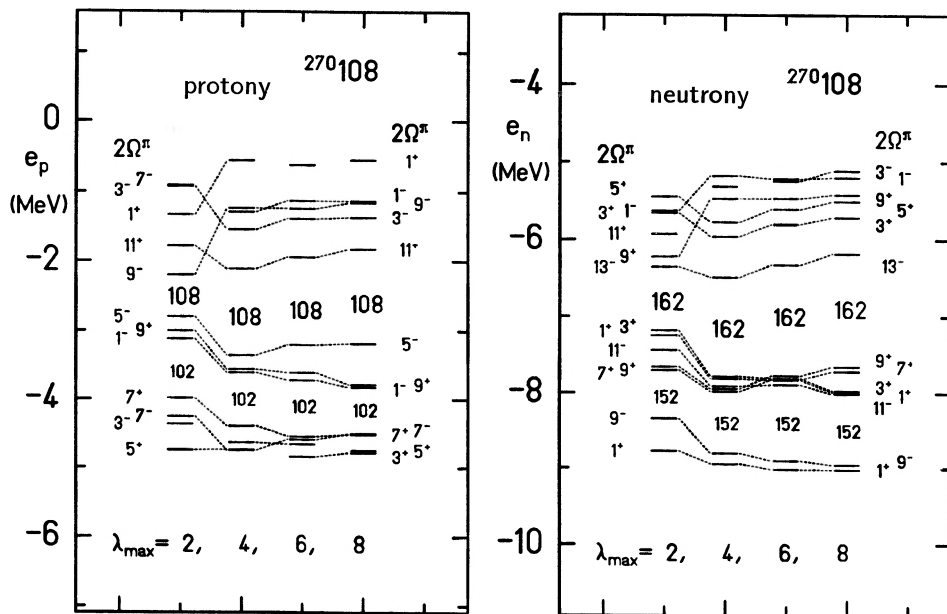 ²⁷⁰108
protony
0
e_p
(MeV)
-2
-4
-6
2Ω^π
3⁻ 7⁻
1⁺
11⁺
9⁻
5⁻
1⁻ 9⁺
7⁺
3⁻ 7⁻
5⁺
108 108 108 108
102 102 102 102
2Ω^π
1⁺
1⁻ 9⁻
3⁻
11⁺
5⁻
1⁻ 9⁺
7⁺ 7⁻
3⁺ 5⁺
λ_max= 2, 4, 6, 8
²⁷⁰108
neutrony
-4
e_n
(MeV)
-6
-8
-10
2Ω^π
5⁺
3⁺ 1⁻
11⁺
13⁻ 9⁺
1⁺ 3⁺
11⁻
7⁺ 9⁺
9⁻
1⁺
162 162 162 162
152 152 152 152
2Ω^π
3⁻ 1⁻
9⁺
5⁺
3⁺
13⁻
9⁺ 7⁺
3⁺ 1⁺
11⁻
1⁺ 9⁻
λ_max= 2, 4, 6, 8